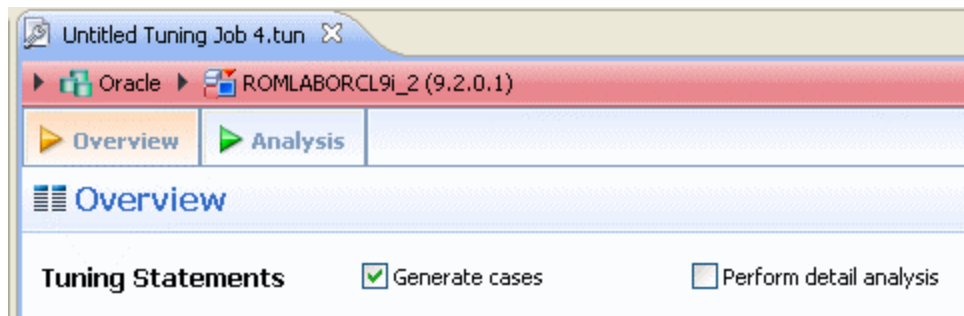 Untitled Tuning Job 4.tun
Oracle ROMLABORCL9i_2 (9.2.0.1)
Overview Analysis
Overview
Tuning Statements Generate cases Perform detail analysis